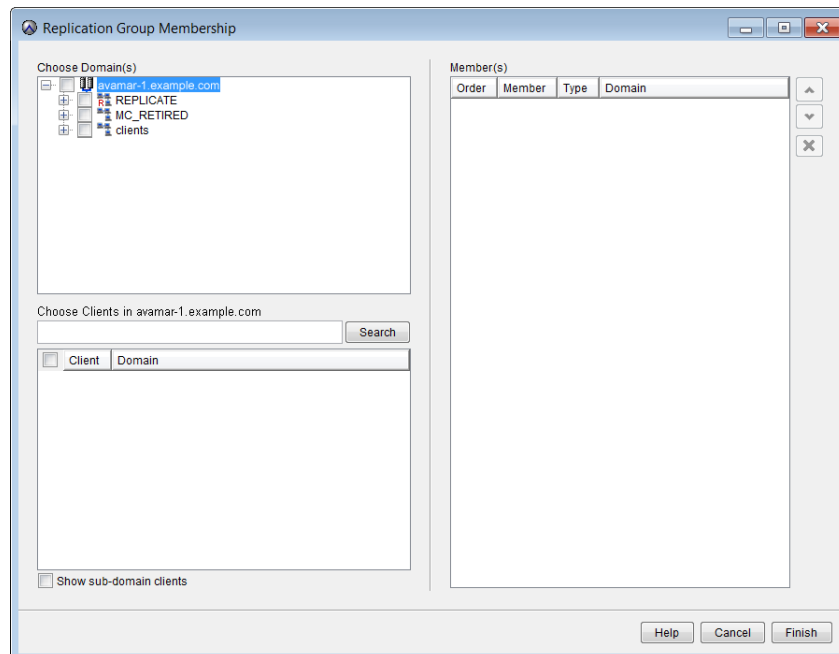 Replication Group Membership
Choose Domain(s)
avamar-1.example.com
REPLICATE
MC_RETIRED
clients
Choose Clients in avamar-1.example.com
Search
Client Domain
Show sub-domain clients
Member(s)
Order Member Type Domain
Help Cancel Finish